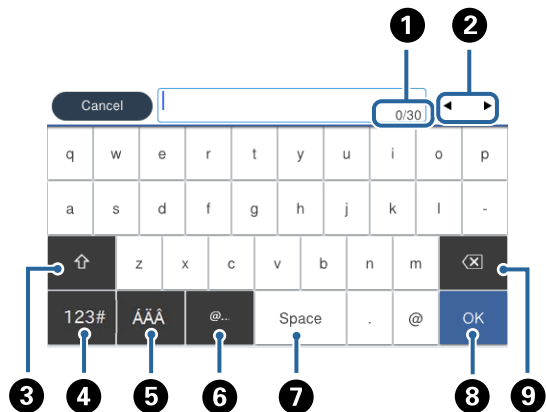 1 2
Cancel
0/30
q w e r t y u i o p
a s d f g h j k l -
z x c v b n m
123# ÁÄÂ @... Space . @ OK
3 4 5 6 7 8 9